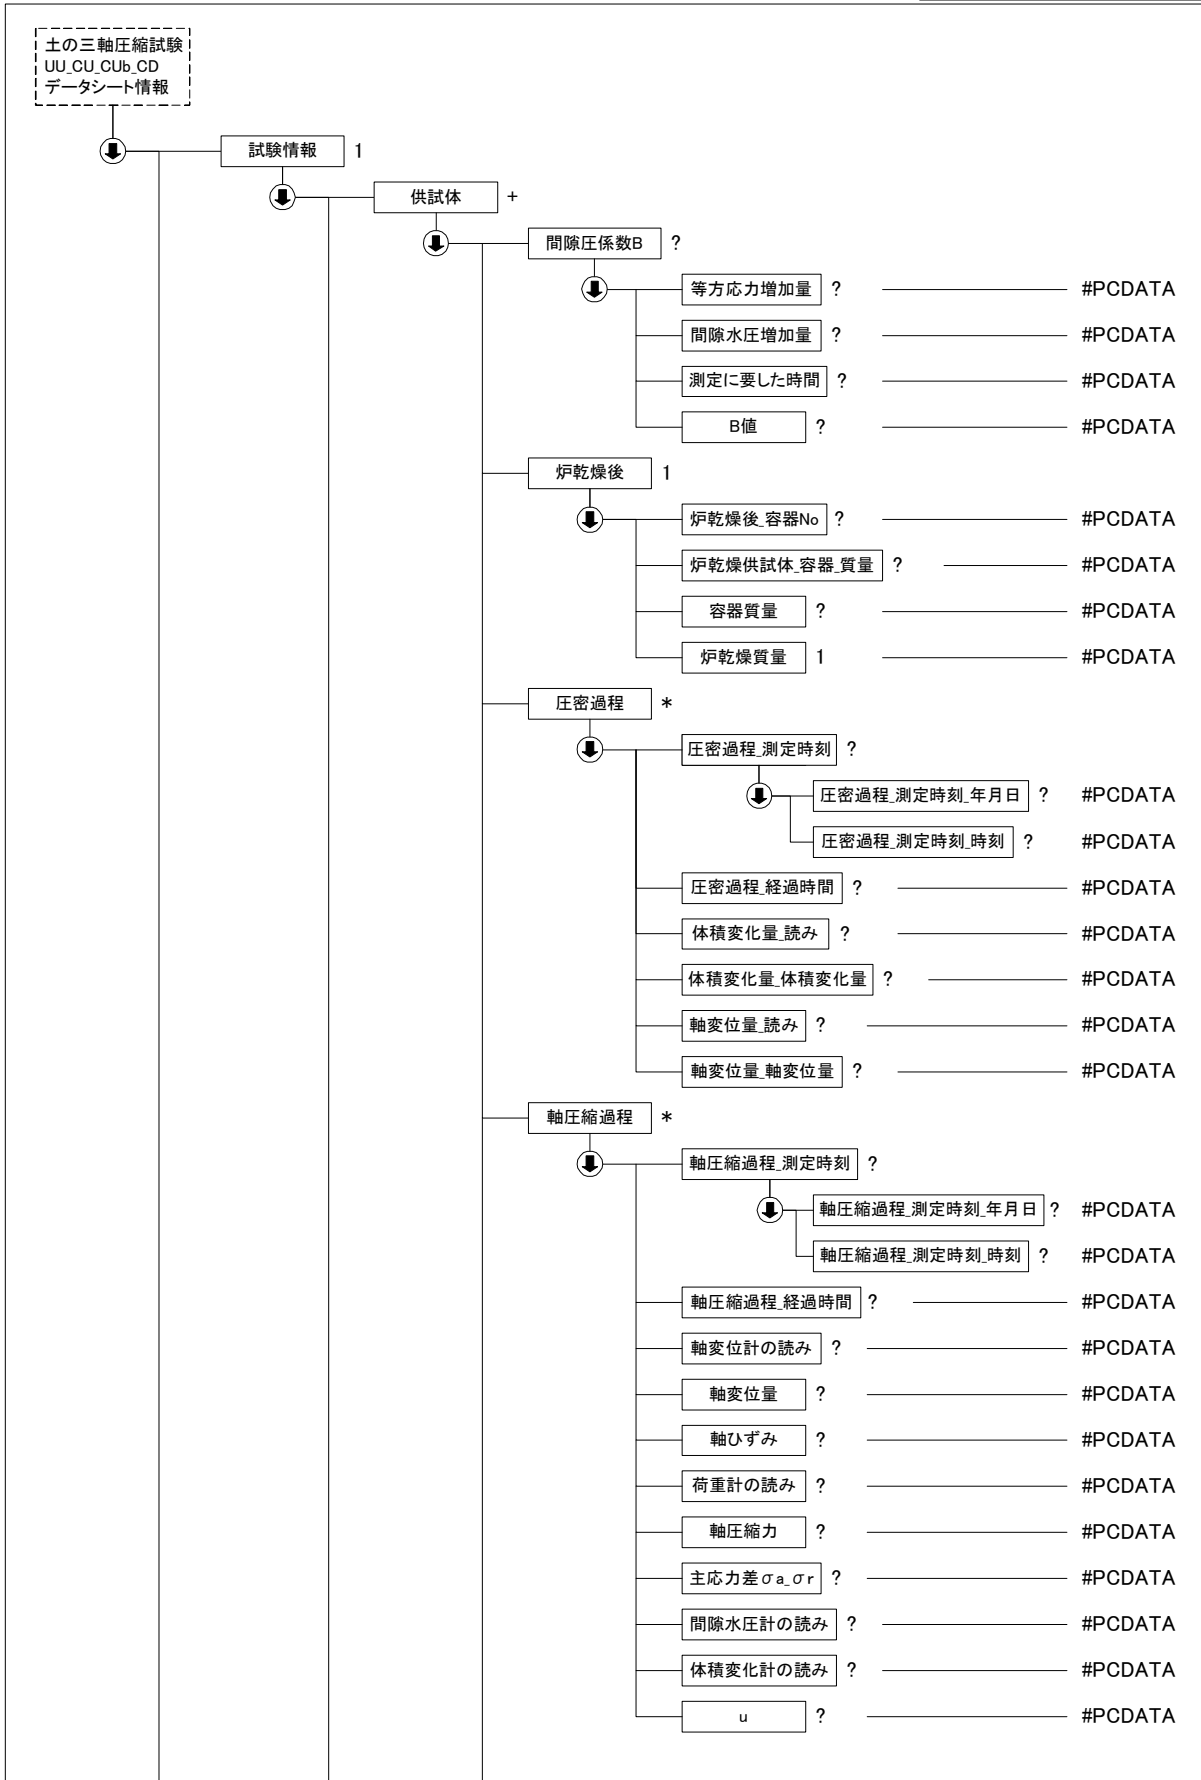 土の三軸圧縮試験
UU_CU_CUb_CD
データシート情報
試験情報 1
供試体 +
間隙圧係数B ?
等方応力増加量 ? #PCDATA
間隙水圧増加量 ? #PCDATA
測定に要した時間 ? #PCDATA
B値 ? #PCDATA
炉乾燥後 1
炉乾燥後_容器No ? #PCDATA
炉乾燥供試体_容器_質量 ? #PCDATA
容器質量 ? #PCDATA
炉乾燥質量 1 #PCDATA
圧密過程 *
圧密過程_測定時刻 ?
圧密過程_測定時刻_年月日 ? #PCDATA
圧密過程_測定時刻_時刻 ? #PCDATA
圧密過程_経過時間 ? #PCDATA
体積変化量_読み ? #PCDATA
体積変化量_体積変化量 ? #PCDATA
軸変位量_読み ? #PCDATA
軸変位量_軸変位量 ? #PCDATA
軸圧縮過程 *
軸圧縮過程_測定時刻 ?
軸圧縮過程_測定時刻_年月日 ? #PCDATA
軸圧縮過程_測定時刻_時刻 ? #PCDATA
軸圧縮過程_経過時間 ? #PCDATA
軸変位計の読み ? #PCDATA
軸変位量 ? #PCDATA
軸ひずみ ? #PCDATA
荷重計の読み ? #PCDATA
軸圧縮力 ? #PCDATA
主応力差σa_σr ? #PCDATA
間隙水圧計の読み ? #PCDATA
体積変化計の読み ? #PCDATA
u ? #PCDATA